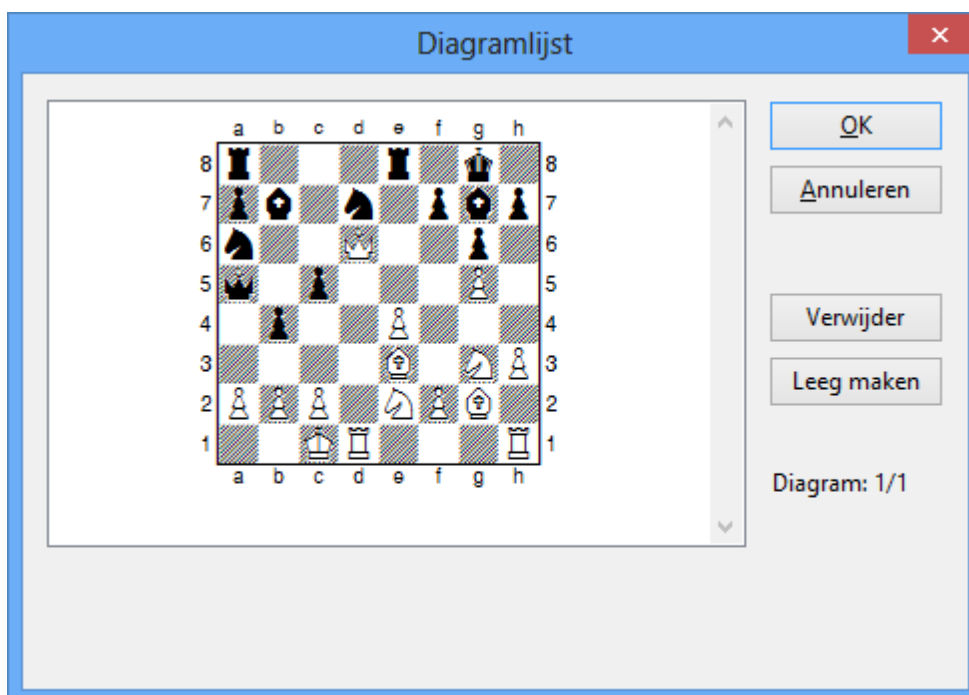 Diagramlijst
OK
Annuleren
Verwijder
Leeg maken
Diagram: 1/1
a b c d e f g h
8 8
7 7
6 6
5 5
4 4
3 3
2 2
1 1
a b c d e f g h